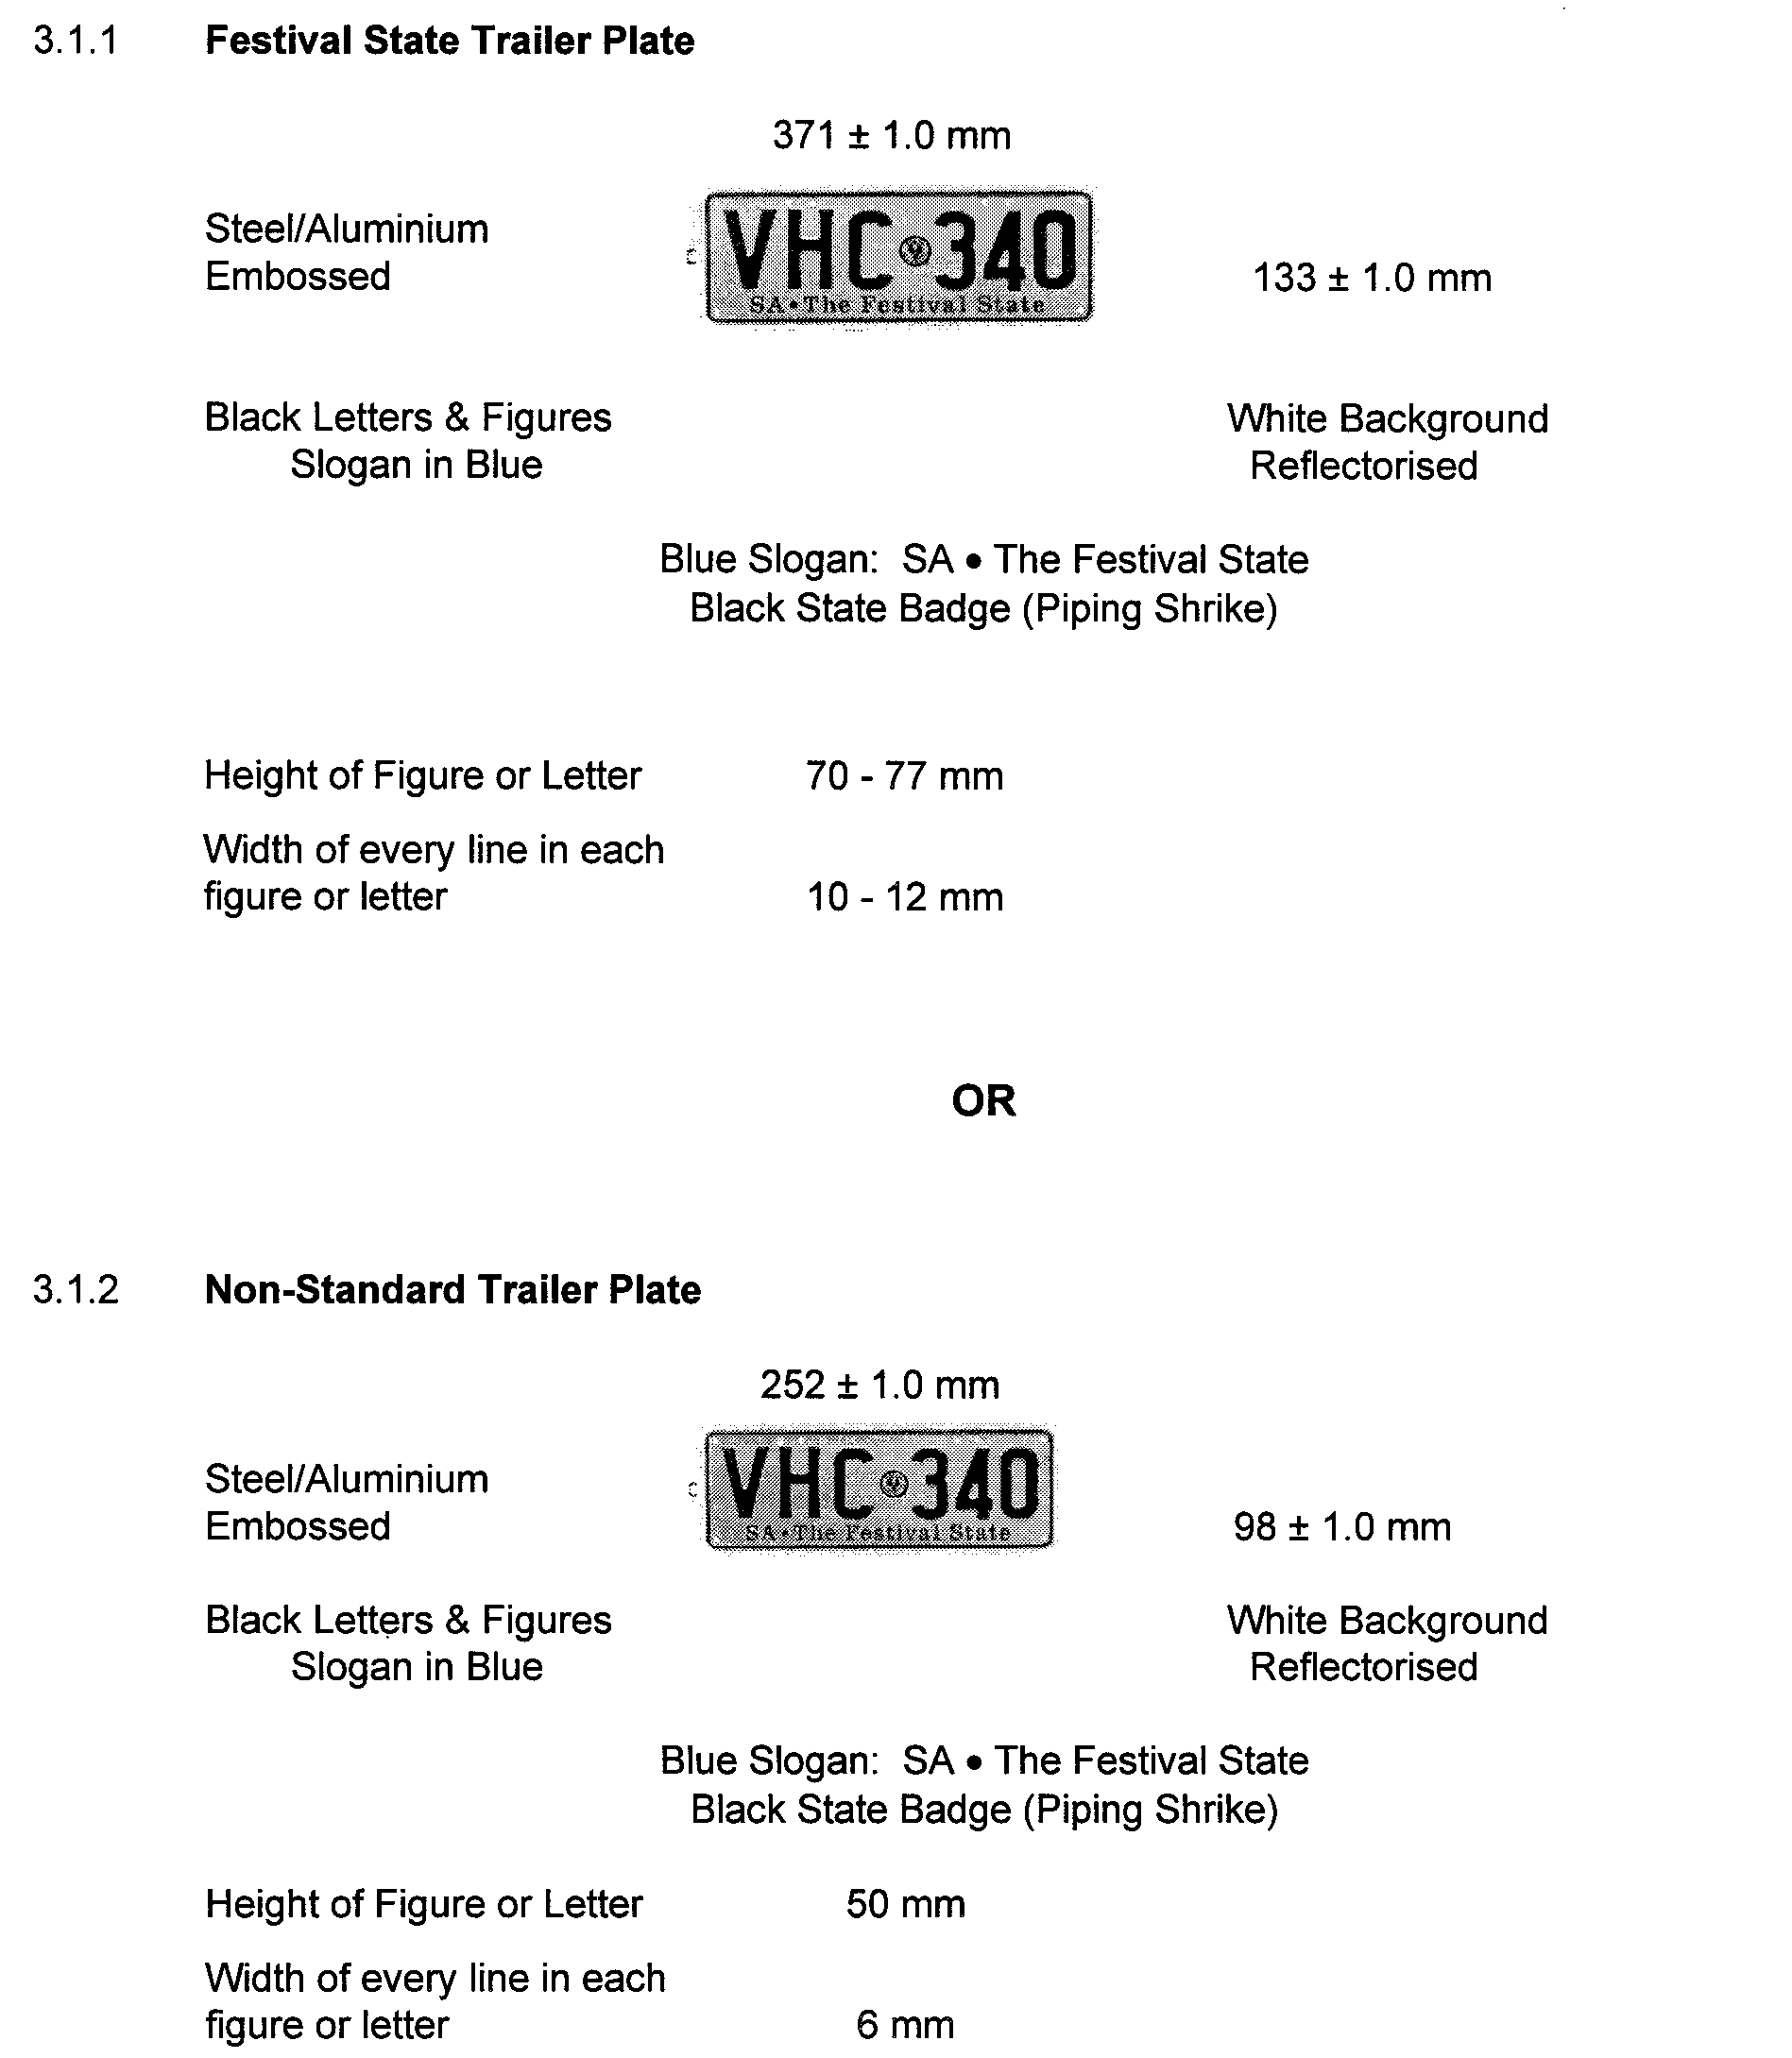 3.1.1 Festival State Trailer Plate
371 ± 1.0 mm
Steel/Aluminium
Embossed
VHC 340
SA • The Festival State
133 ± 1.0 mm
Black Letters & Figures
Slogan in Blue
White Background
Reflectorised
Blue Slogan: SA • The Festival State
Black State Badge (Piping Shrike)
Height of Figure or Letter 70 - 77 mm
Width of every line in each
figure or letter 10 - 12 mm
OR
3.1.2 Non-Standard Trailer Plate
252 ± 1.0 mm
Steel/Aluminium
Embossed
VHC 340
SA • The Festival State
98 ± 1.0 mm
Black Letters & Figures
Slogan in Blue
White Background
Reflectorised
Blue Slogan: SA • The Festival State
Black State Badge (Piping Shrike)
Height of Figure or Letter 50 mm
Width of every line in each
figure or letter 6 mm